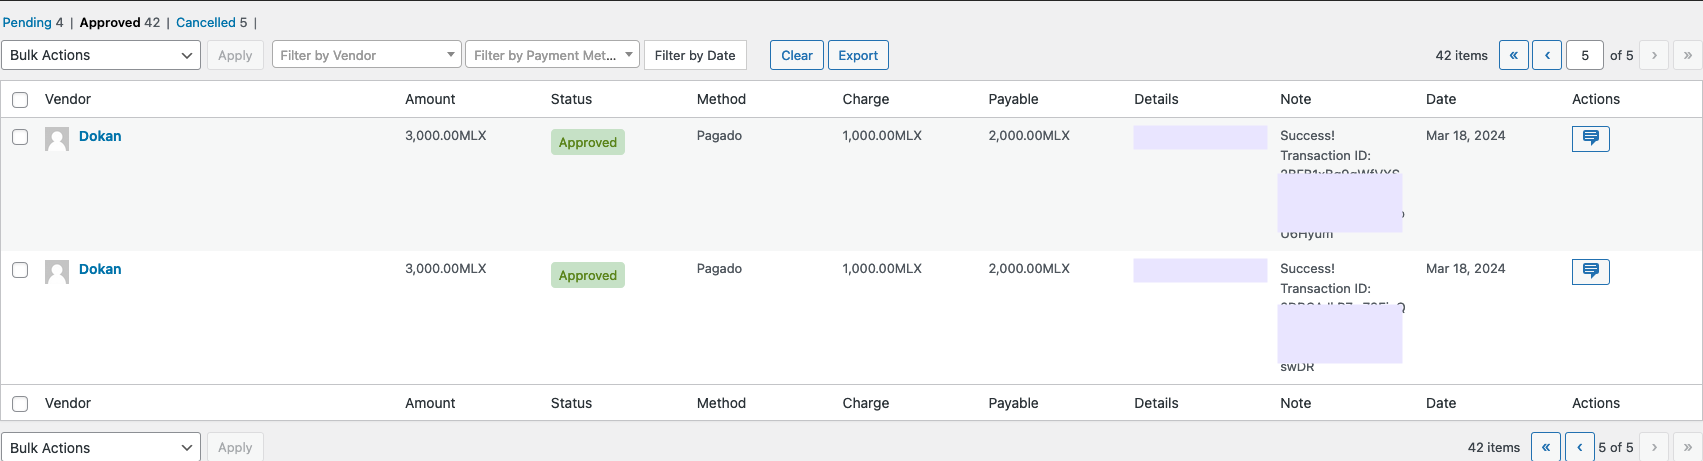 Pending 4 | Approved 42 | Cancelled 5 |
Bulk Actions Apply Filter by Vendor Filter by Payment Met... Filter by Date Clear Export 42 items « ‹ 5 of 5 › »
Vendor Amount Status Method Charge Payable Details Note Date Actions
Dokan 3,000.00MLX Approved Pagado 1,000.00MLX 2,000.00MLX Success! Mar 18, 2024
Transaction ID:
U6Hyum
Dokan 3,000.00MLX Approved Pagado 1,000.00MLX 2,000.00MLX Success! Mar 18, 2024
Transaction ID:
swDR
Vendor Amount Status Method Charge Payable Details Note Date Actions
Bulk Actions Apply 42 items « ‹ 5 of 5 › »